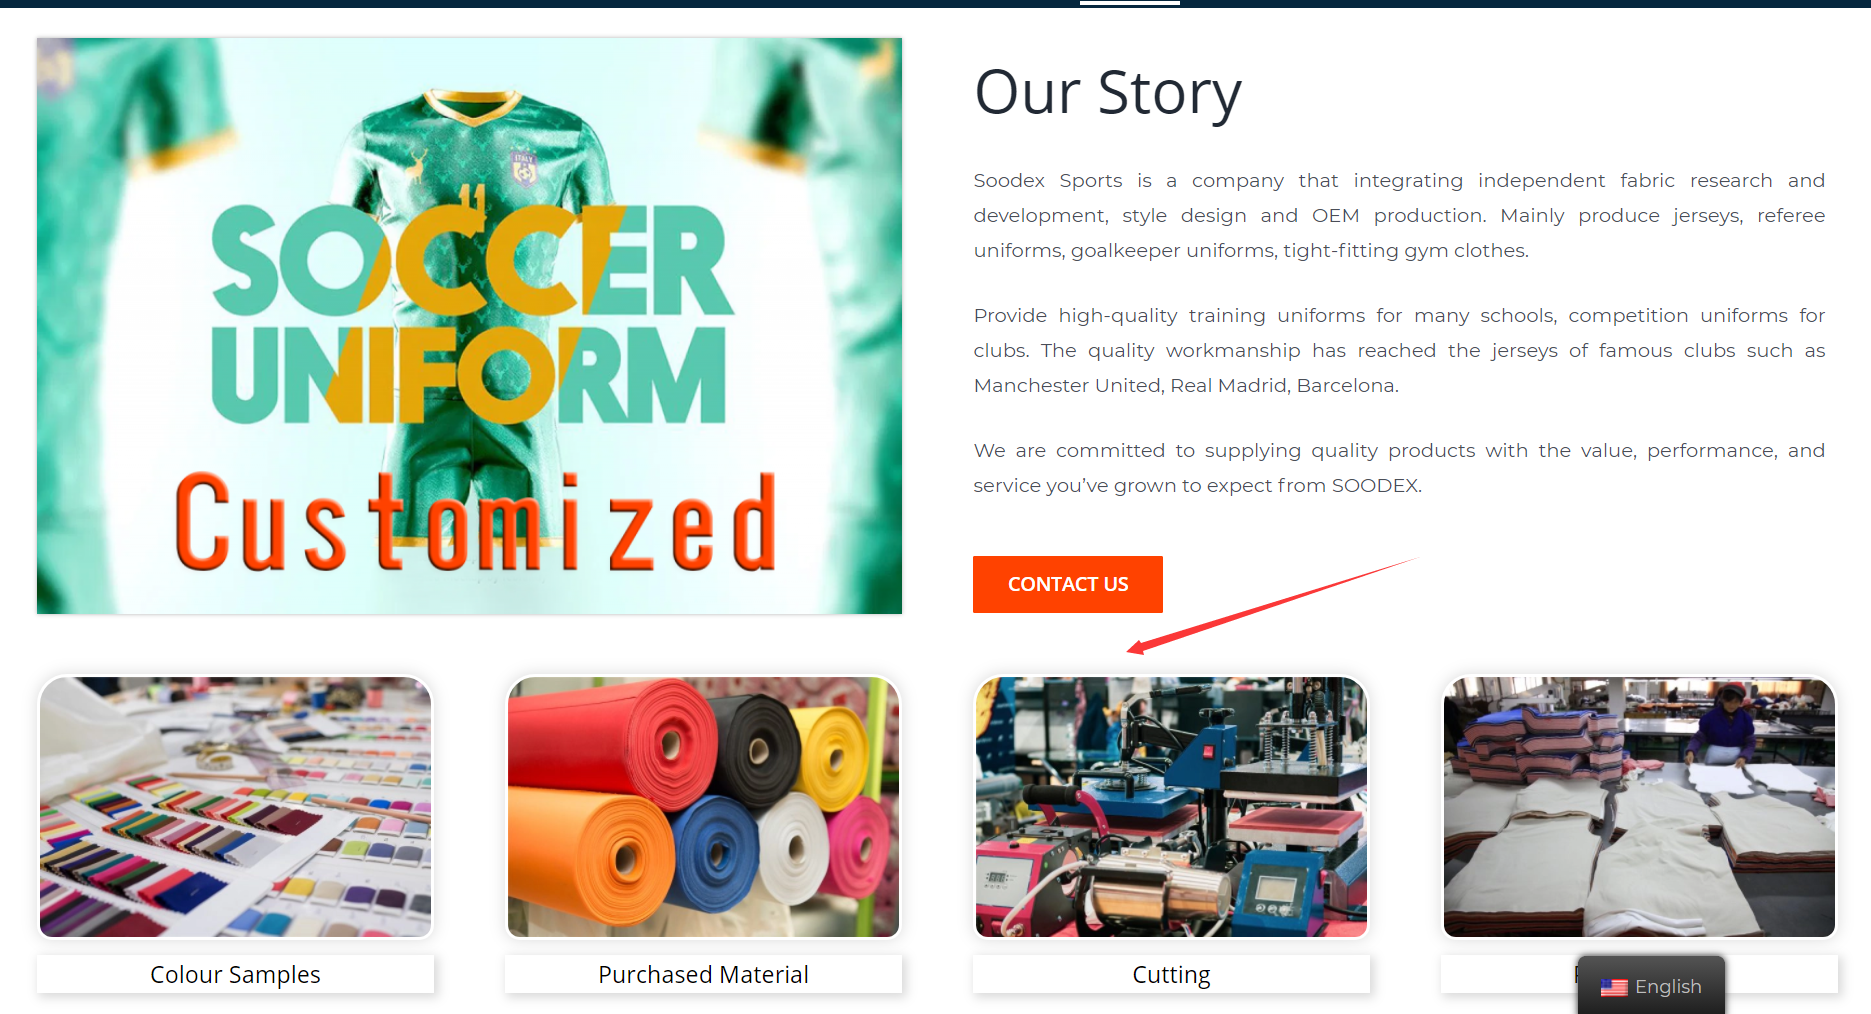 Our Story
ITALY
11
SOCCER
UNIFORM
Customized
Soodex Sports is a company that integrating independent fabric research and
development, style design and OEM production. Mainly produce jerseys, referee
uniforms, goalkeeper uniforms, tight-fitting gym clothes.
Provide high-quality training uniforms for many schools, competition uniforms for
clubs. The quality workmanship has reached the jerseys of famous clubs such as
Manchester United, Real Madrid, Barcelona.
We are committed to supplying quality products with the value, performance, and
service you’ve grown to expect from SOODEX.
CONTACT US
Colour Samples
Purchased Material
Cutting
English